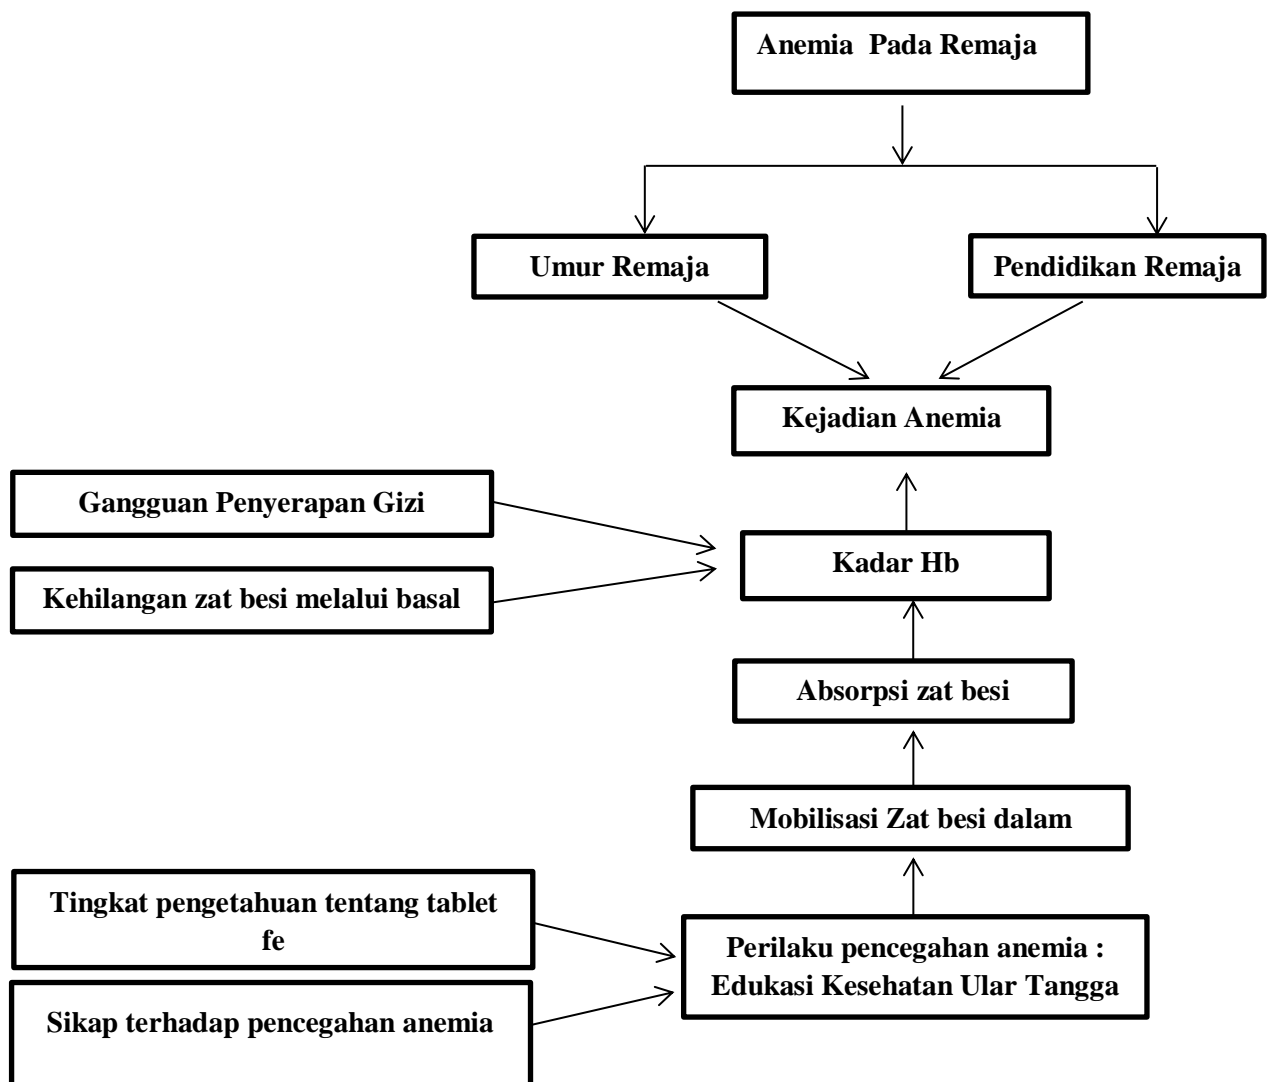 Anemia Pada Remaja
Umur Remaja
Pendidikan Remaja
Kejadian Anemia
Gangguan Penyerapan Gizi
Kadar Hb
Kehilangan zat besi melalui basal
Absorpsi zat besi
Mobilisasi Zat besi dalam
Tingkat pengetahuan tentang tablet
fe
Perilaku pencegahan anemia :
Edukasi Kesehatan Ular Tangga
Sikap terhadap pencegahan anemia